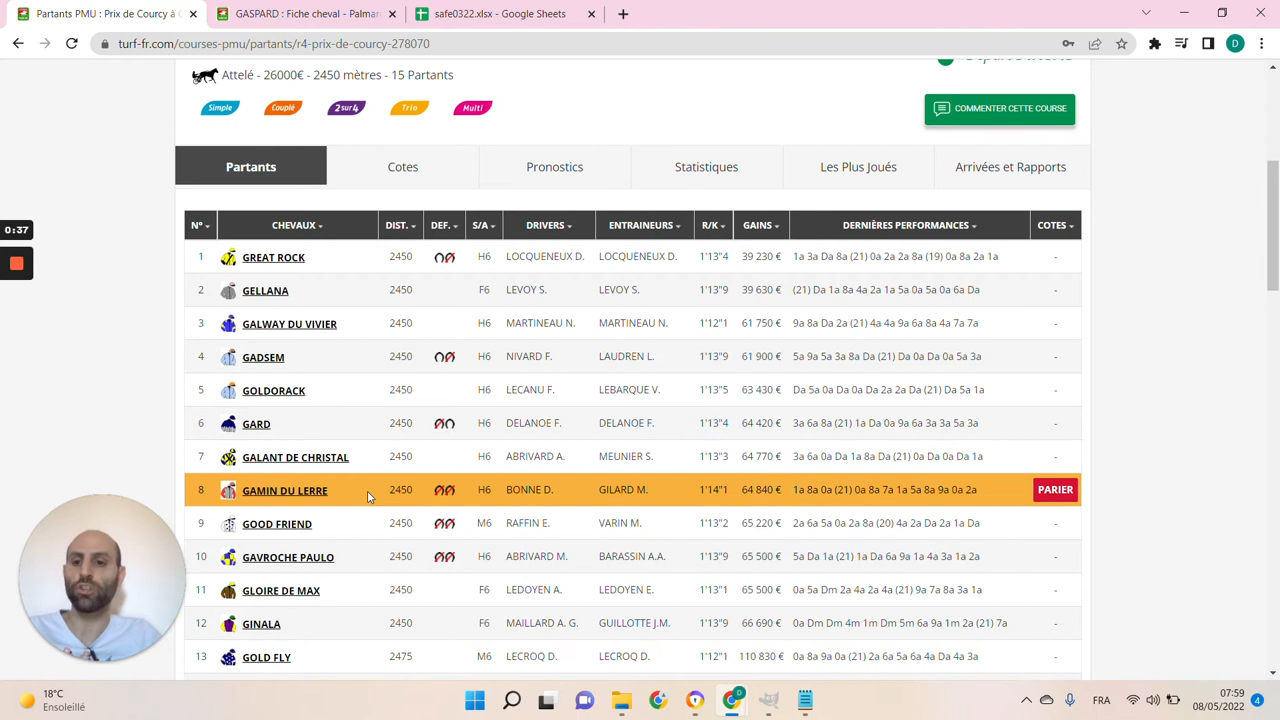 Partants PMU : Prix de Courcy à C
GASPARD : Fiche cheval - Palmar
safe0322.xlsx - Google Sheets
turf-fr.com/courses-pmu/partants/r4-prix-de-courcy-278070
D
Attelé - 26000€ - 2450 mètres - 15 Partants
Simple Couplé 2sur4 Trio Multi
COMMENTER CETTE COURSE
Partants Cotes Pronostics Statistiques Les Plus Joués Arrivées et Rapports
0:37
N° CHEVAUX DIST. DEF. S/A DRIVERS ENTRAINEURS R/K GAINS DERNIÈRES PERFORMANCES COTES
1 GREAT ROCK 2450 H6 LOCQUENEUX D. LOCQUENEUX D. 1'13"4 39 230 € 1a 3a Da 8a (21) 0a 2a 2a 8a (19) 0a 8a 2a 1a -
2 GELLANA 2450 F6 LEVOY S. LEVOY S. 1'13"9 39 630 € (21) Da 1a 8a 4a 2a 1a 5a 0a 5a 0a 6a Da -
3 GALWAY DU VIVIER 2450 H6 MARTINEAU N. MARTINEAU N. 1'12"1 61 750 € 9a 8a Da 2a (21) 4a 4a 9a 6a 8a 4a 7a 7a -
4 GADSEM 2450 H6 NIVARD F. LAUDREN L. 1'13"9 61 900 € 5a 9a 5a 3a 8a Da (21) Da 0a Da 0a 5a 3a -
5 GOLDORACK 2450 H6 LECANU F. LEBARQUE V. 1'13"5 63 430 € Da 5a 0a Da 0a Da 2a 2a Da (21) Da 5a 1a -
6 GARD 2450 H6 DELANOE F. DELANOE F. 1'13"4 64 420 € 3a 6a 8a (21) 1a Da 0a 9a 6a 3a 3a 5a 3a -
7 GALANT DE CHRISTAL 2450 H6 ABRIVARD A. MEUNIER S. 1'13"3 64 770 € 3a 6a 0a Da 1a 8a Da (21) 0a Da 0a Da 1a -
8 GAMIN DU LERRE 2450 H6 BONNE D. GILARD M. 1'14"1 64 840 € 1a 8a 0a (21) 0a 8a 7a 1a 5a 8a 9a 0a 2a PARIER
9 GOOD FRIEND 2450 M6 RAFFIN E. VARIN M. 1'13"2 65 220 € 2a 6a 5a 0a 2a 8a (20) 4a 2a Da 2a 1a Da -
10 GAVROCHE PAULO 2450 H6 ABRIVARD M. BARASSIN A.A. 1'13"9 65 500 € 5a Da 1a (21) 1a Da 6a 9a 1a 4a 3a 1a 2a -
11 GLOIRE DE MAX 2450 F6 LEDOYEN A. LEDOYEN E. 1'13"1 65 500 € 0a 5a Dm 2a 4a 2a 4a (21) 9a 7a 8a 3a 1a -
12 GINALA 2450 F6 MAILLARD A. G. GUILLOTTE J.M. 1'13"9 66 690 € 0a Dm Dm 4m 1m Dm 5m 6a 9a 1m 2a (21) 7a -
13 GOLD FLY 2475 M6 LECROQ D. LECROQ D. 1'12"1 110 830 € 0a 8a 9a 0a (21) 2a 6a 5a 6a 4a Da 4a 3a -
18°C
Ensoleillé
FRA
07:59
08/05/2022
4